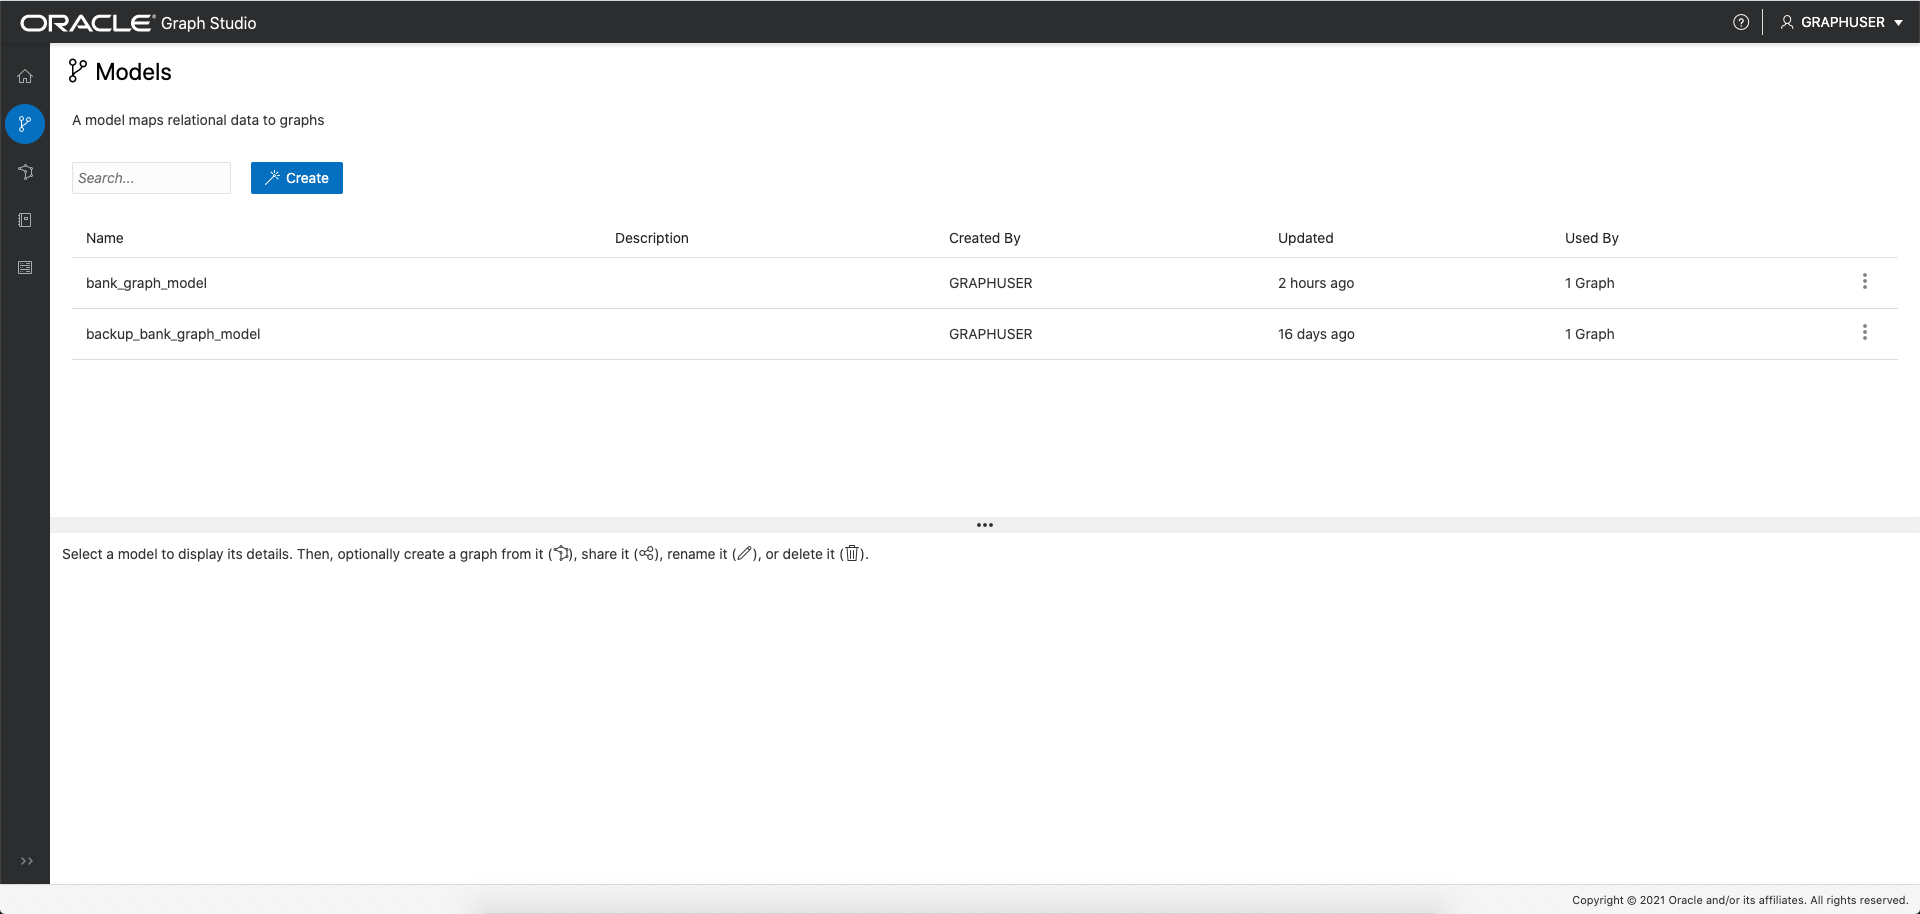 ORACLE® Graph Studio
GRAPHUSER
Models
A model maps relational data to graphs
Search...
Create
Name Description Created By Updated Used By
bank_graph_model GRAPHUSER 2 hours ago 1 Graph
backup_bank_graph_model GRAPHUSER 16 days ago 1 Graph
Select a model to display its details. Then, optionally create a graph from it ( ), share it ( ), rename it ( ), or delete it ( ).
Copyright © 2021 Oracle and/or its affiliates. All rights reserved.